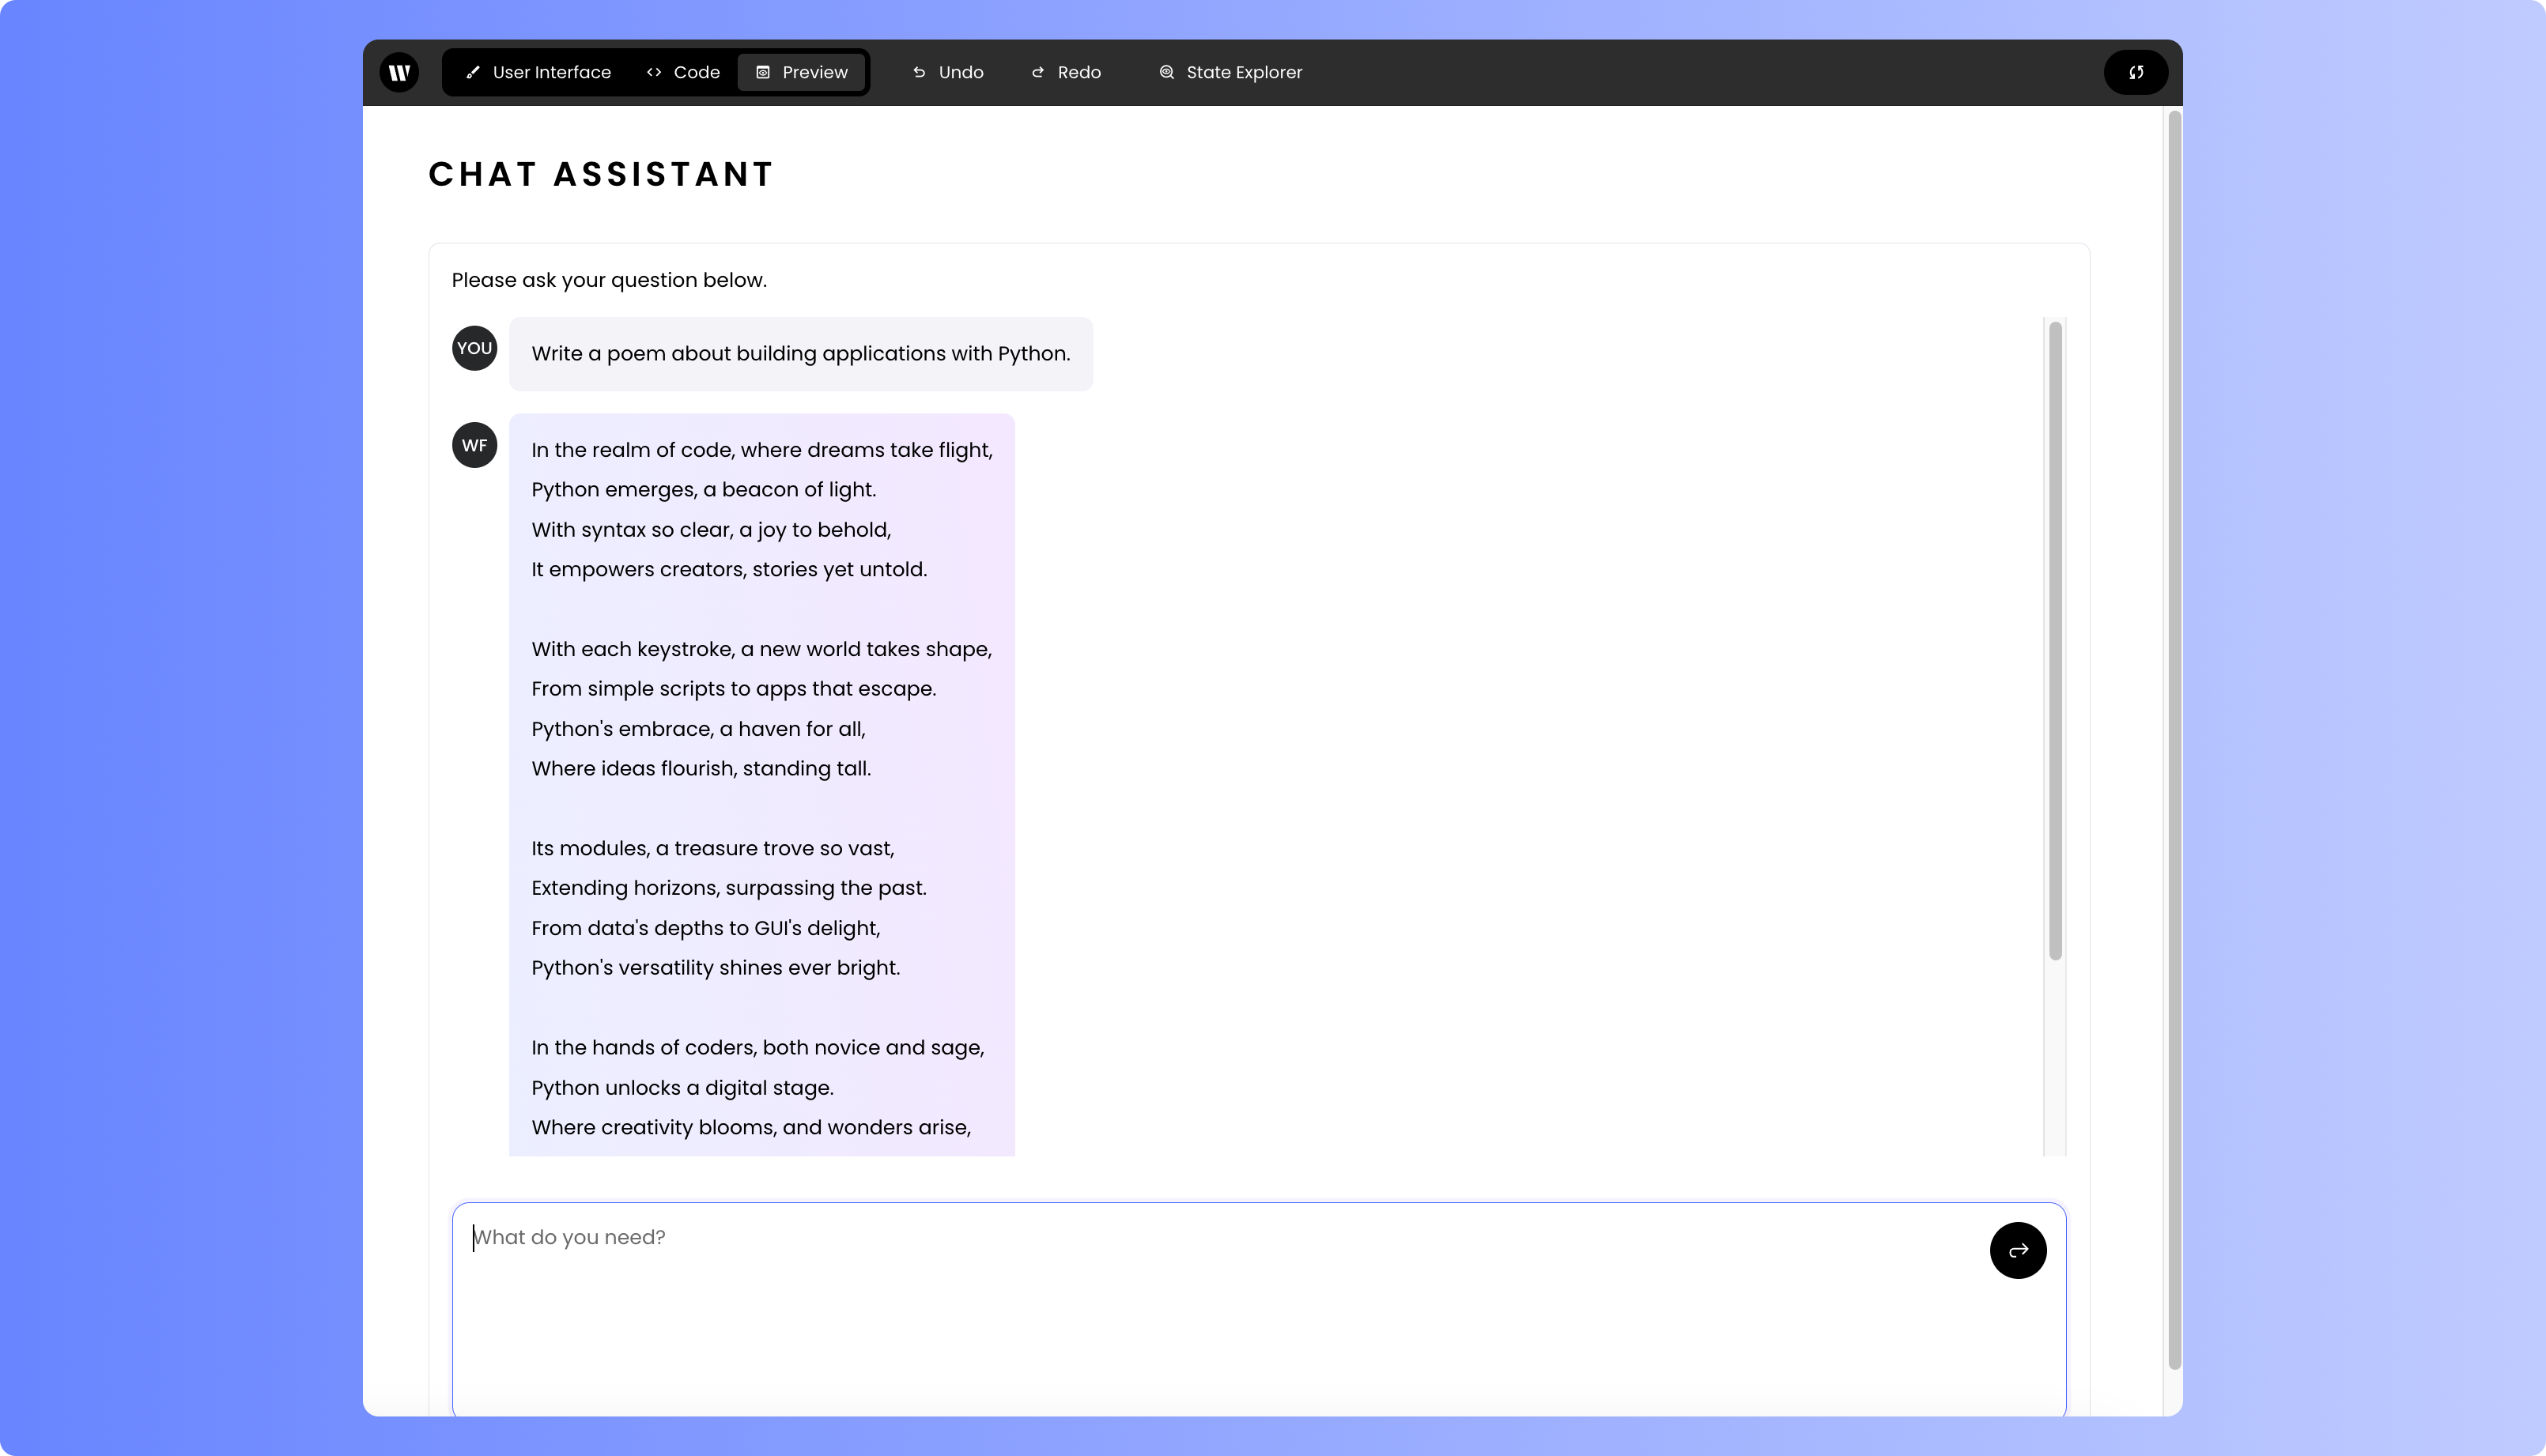 User Interface Code Preview Undo Redo State Explorer
CHAT ASSISTANT
Please ask your question below.
YOU
Write a poem about building applications with Python.
WF
In the realm of code, where dreams take flight,
Python emerges, a beacon of light.
With syntax so clear, a joy to behold,
It empowers creators, stories yet untold.
With each keystroke, a new world takes shape,
From simple scripts to apps that escape.
Python's embrace, a haven for all,
Where ideas flourish, standing tall.
Its modules, a treasure trove so vast,
Extending horizons, surpassing the past.
From data's depths to GUI's delight,
Python's versatility shines ever bright.
In the hands of coders, both novice and sage,
Python unlocks a digital stage.
Where creativity blooms, and wonders arise,
What do you need?